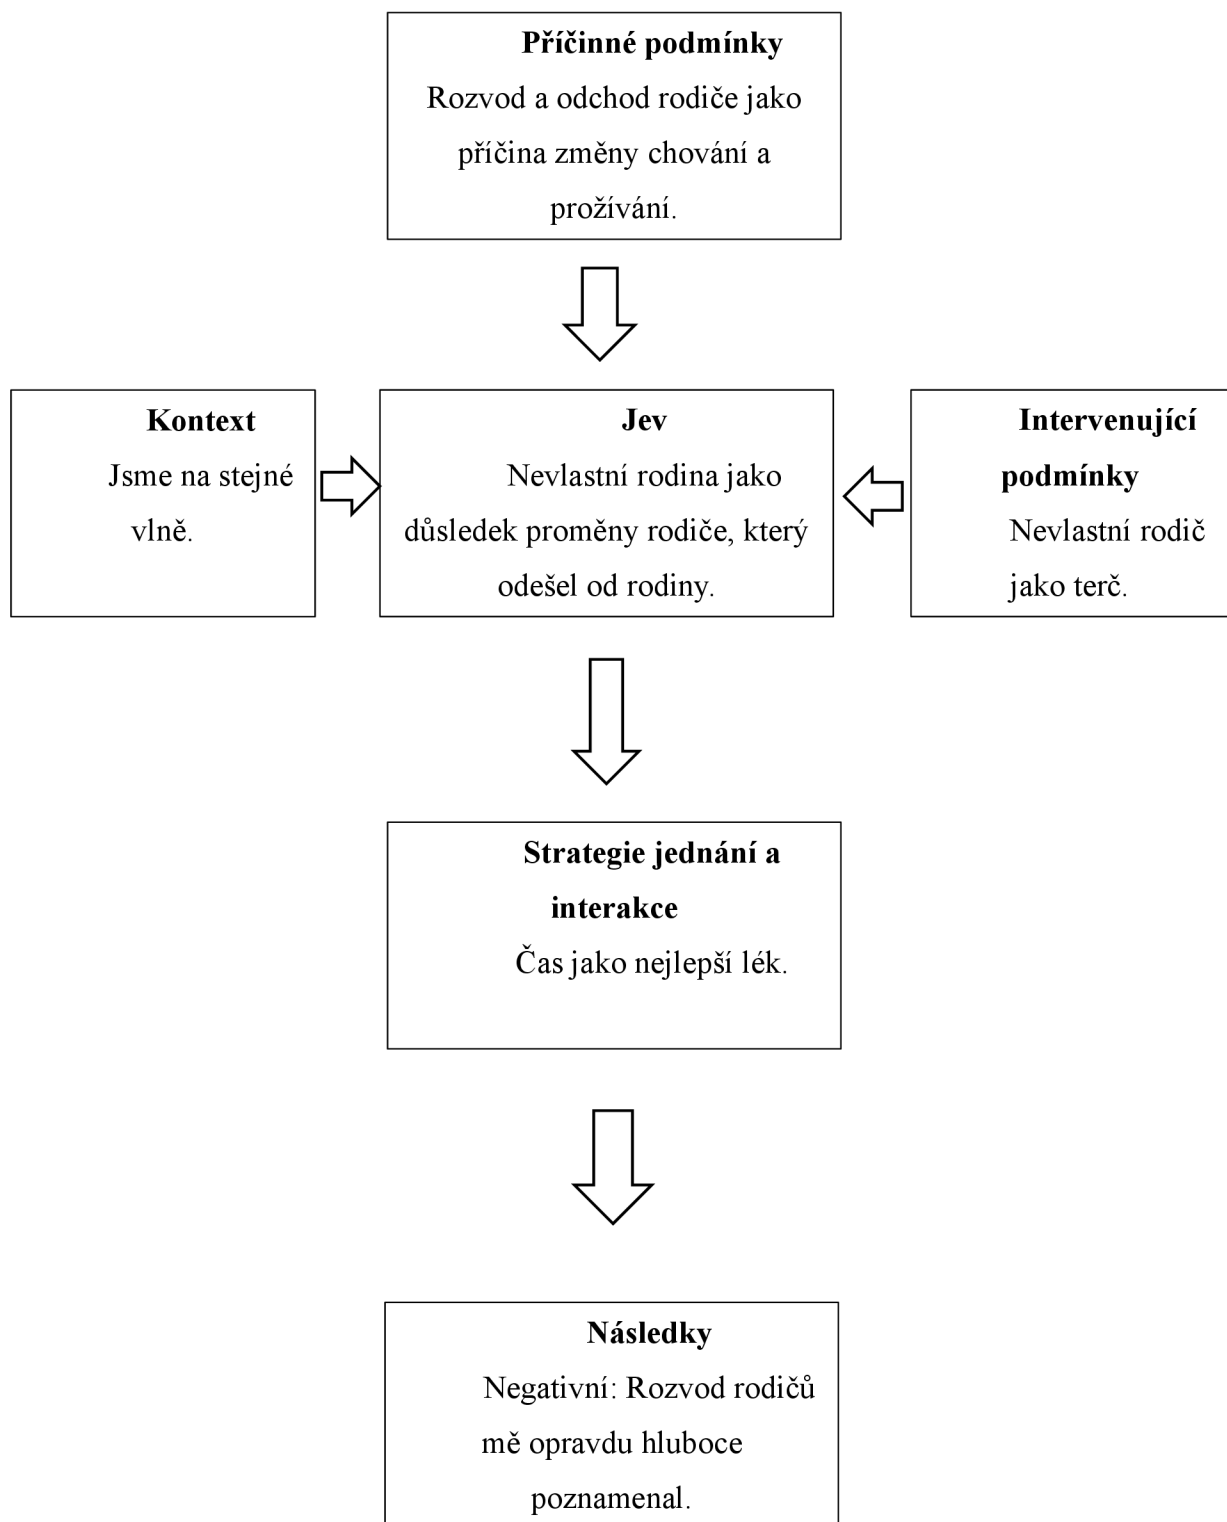 Příčinné podmínky
Rozvod a odchod rodiče jako
příčina změny chování a
prožívání.
Kontext
Jsme na stejné
vlně.
Jev
Nevlastní rodina jako
důsledek proměny rodiče, který
odešel od rodiny.
Intervenující
podmínky
Nevlastní rodič
jako terč.
Strategie jednání a
interakce
Čas jako nejlepší lék.
Následky
Negativní: Rozvod rodičů
mě opravdu hluboce
poznamenal.